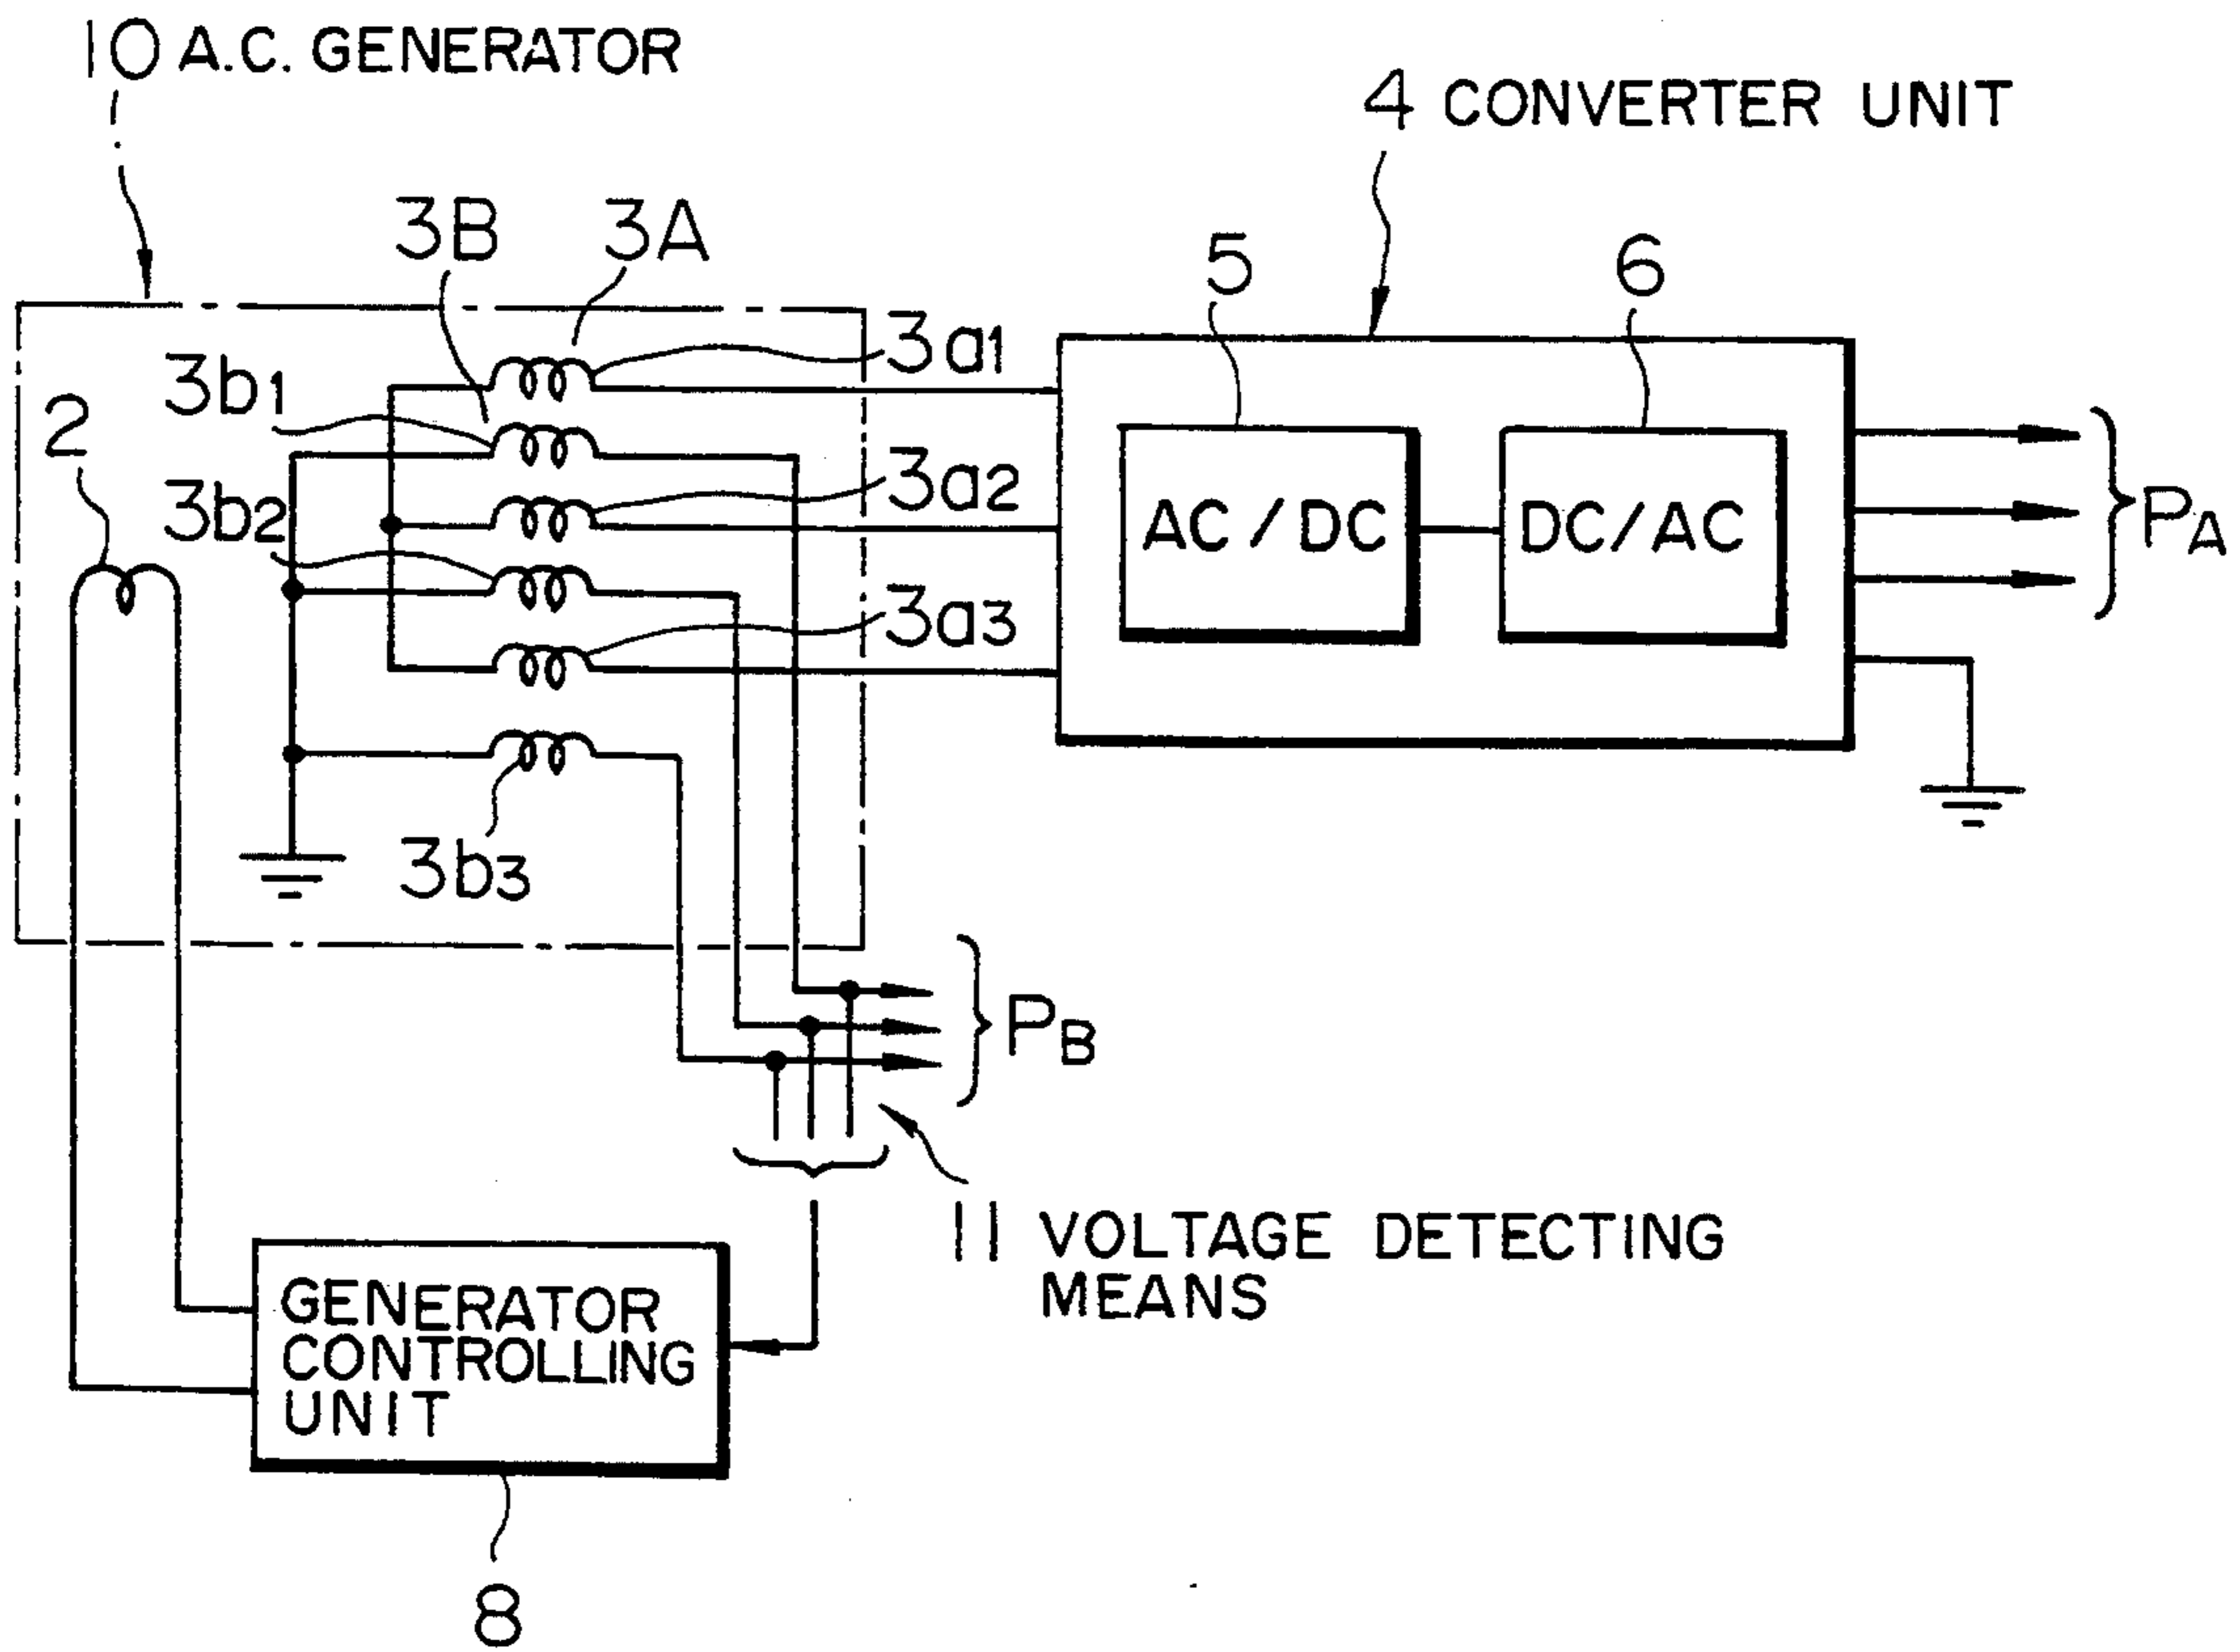 10 A.C. GENERATOR
4 CONVERTER UNIT
3B
3A
5
6
3a1
3b1
2
3a2
3b2
AC/DC
DC/AC
PA
3a3
3b3
PB
11 VOLTAGE DETECTING
MEANS
GENERATOR
CONTROLLING
UNIT
8